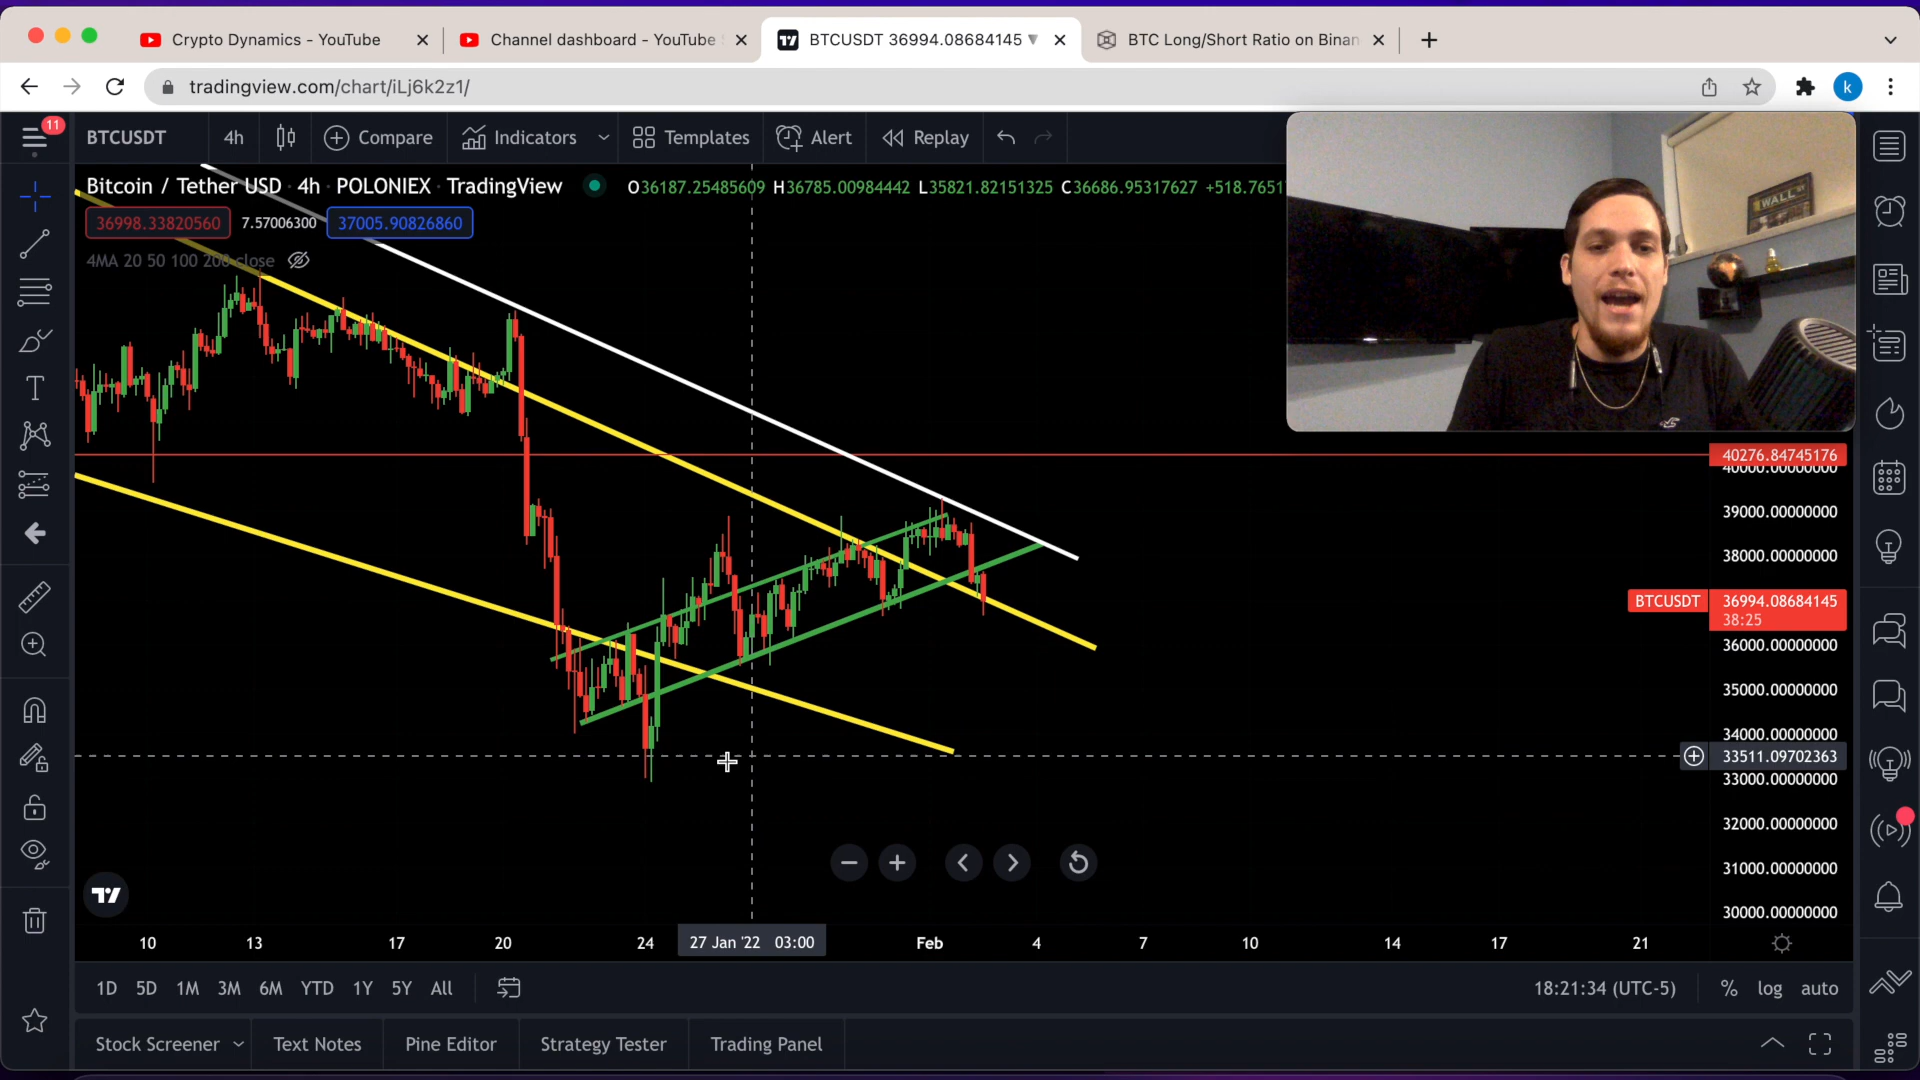 Crypto Dynamics - YouTube
Channel dashboard - YouTube
BTCUSDT 36994.08684145 ▼
BTC Long/Short Ratio on Binan
tradingview.com/chart/iLj6k2z1/
k
11
BTCUSDT
4h
Compare
Indicators
Templates
Alert
Replay
Bitcoin / Tether USD · 4h · POLONIEX · TradingView
O36187.25485609 H36785.00984442 L35821.82151325 C36686.95317627 +518.7651
36998.33820560
7.57006300
37005.90826860
4MA 20 50 100 200 close
WALL
40276.84745176
40000.00000000
39000.00000000
38000.00000000
BTCUSDT
36994.08684145
38:25
36000.00000000
35000.00000000
34000.00000000
33511.09702363
33000.00000000
32000.00000000
31000.00000000
30000.00000000
10 13 17 20 24 27 Jan '22 03:00 Feb 4 7 10 14 17 21
1D 5D 1M 3M 6M YTD 1Y 5Y All
18:21:34 (UTC-5)
% log auto
Stock Screener
Text Notes
Pine Editor
Strategy Tester
Trading Panel